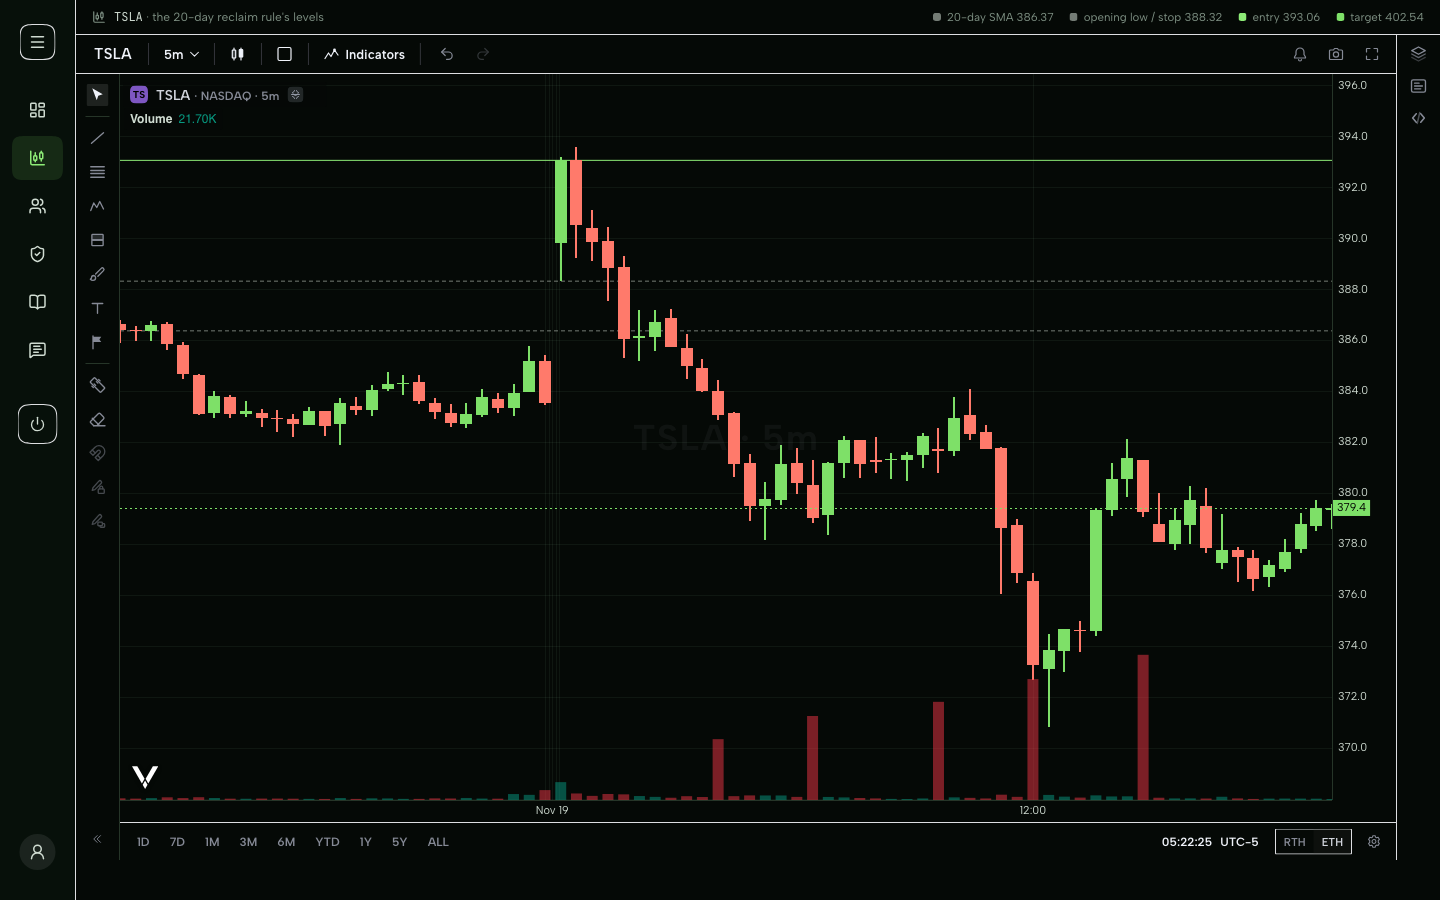 TSLA · the 20-day reclaim rule's levels
20-day SMA 386.37
opening low / stop 388.32
entry 393.06
target 402.54
TSLA
5m
Indicators
TS TSLA · NASDAQ · 5m
Volume 21.70K
TSLA · 5m
396.0
394.0
392.0
390.0
388.0
386.0
384.0
382.0
380.0
379.4
378.0
376.0
374.0
372.0
370.0
Nov 19
12:00
1D 7D 1M 3M 6M YTD 1Y 5Y ALL
05:22:25 UTC-5
RTH ETH